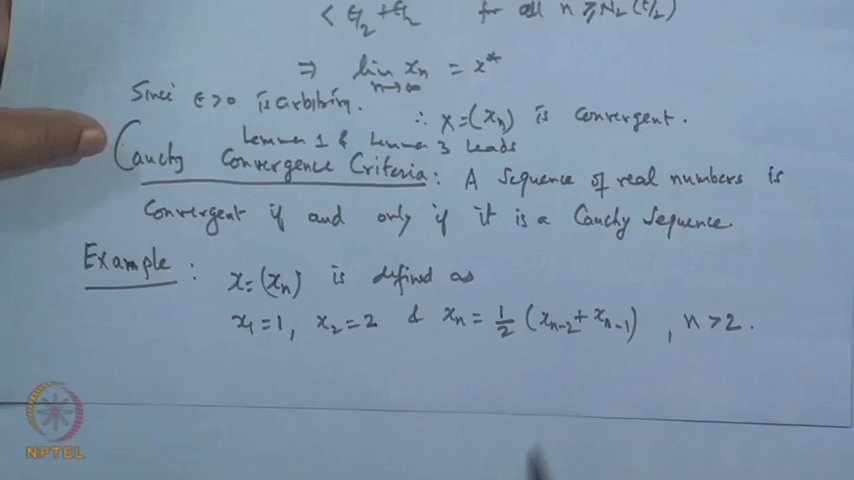 < ε/2 + ε/2 for all n ≥ N₂(ε/2)
⇒ lim xₙ = x*
n→∞
Since ε>0 is arbitrary.
∴ X=(xₙ) is convergent.
Lemma 1 & Lemma 3 leads
Cauchy Convergence Criteria : A sequence of real numbers is
convergent if and only if it is a Cauchy Sequence.
Example : X=(xₙ) is defined as
x₁=1, x₂=2 & xₙ = 1/2 (xₙ₋₂+xₙ₋₁) , n>2.
NPTEL